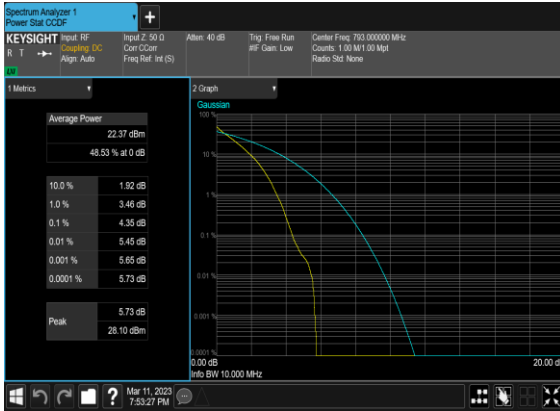 Spectrum Analyzer 1
Power Stat CCDF
KEYSIGHT
R T
LXI
Input: RF
Coupling: DC
Align: Auto
Input Z: 50 Ω
Corr CCorr
Freq Ref: Int (S)
Atten: 40 dB
Trig: Free Run
#IF Gain: Low
Center Freq: 793.000000 MHz
Counts: 1.00 M/1.00 Mpt
Radio Std: None
1 Metrics
Average Power
22.37 dBm
48.53 % at 0 dB
10.0 % 1.92 dB
1.0 % 3.46 dB
0.1 % 4.35 dB
0.01 % 5.45 dB
0.001 % 5.65 dB
0.0001 % 5.73 dB
Peak
5.73 dB
28.10 dBm
2 Graph
Gaussian
100 %
10 %
1 %
0.1 %
0.01 %
0.001 %
0.0001 %
0.00 dB
20.00 d
Info BW 10.000 MHz
Mar 11, 2023
7:53:27 PM